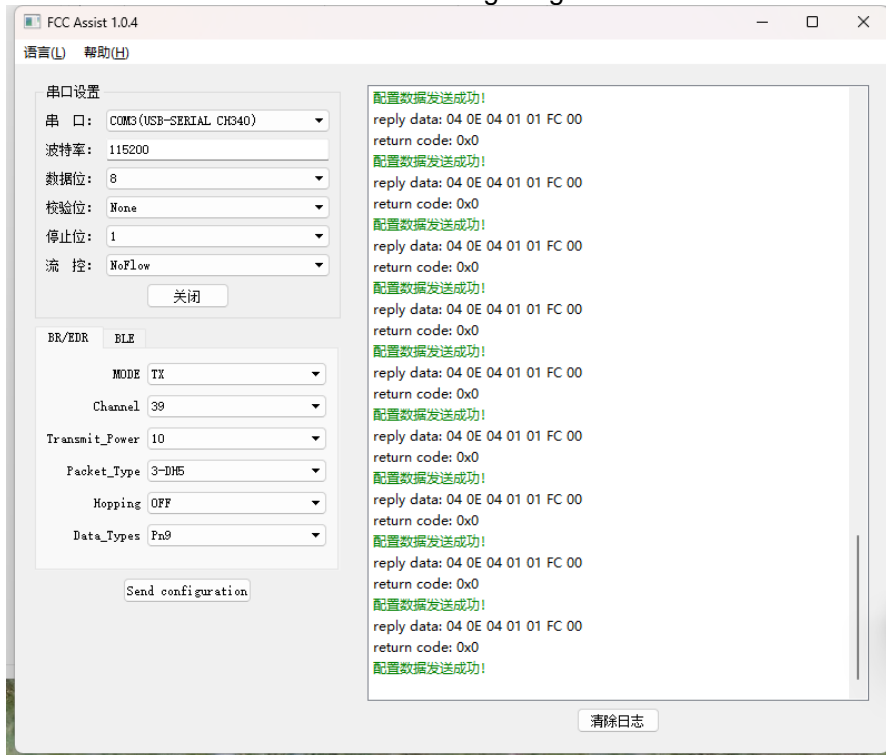 FCC Assist 1.0.4
语言(L) 帮助(H)
串口设置
串 口: COM3(USB-SERIAL CH340)
波特率: 115200
数据位: 8
校验位: None
停止位: 1
流 控: NoFlow
关闭
BR/EDR BLE
MODE TX
Channel 39
Transmit_Power 10
Packet_Type 3-DH5
Hopping OFF
Data_Types Pn9
Send configuration
配置数据发送成功!
reply data: 04 0E 04 01 01 FC 00
return code: 0x0
配置数据发送成功!
reply data: 04 0E 04 01 01 FC 00
return code: 0x0
配置数据发送成功!
reply data: 04 0E 04 01 01 FC 00
return code: 0x0
配置数据发送成功!
reply data: 04 0E 04 01 01 FC 00
return code: 0x0
配置数据发送成功!
reply data: 04 0E 04 01 01 FC 00
return code: 0x0
配置数据发送成功!
reply data: 04 0E 04 01 01 FC 00
return code: 0x0
配置数据发送成功!
reply data: 04 0E 04 01 01 FC 00
return code: 0x0
配置数据发送成功!
reply data: 04 0E 04 01 01 FC 00
return code: 0x0
配置数据发送成功!
reply data: 04 0E 04 01 01 FC 00
return code: 0x0
配置数据发送成功!
清除日志